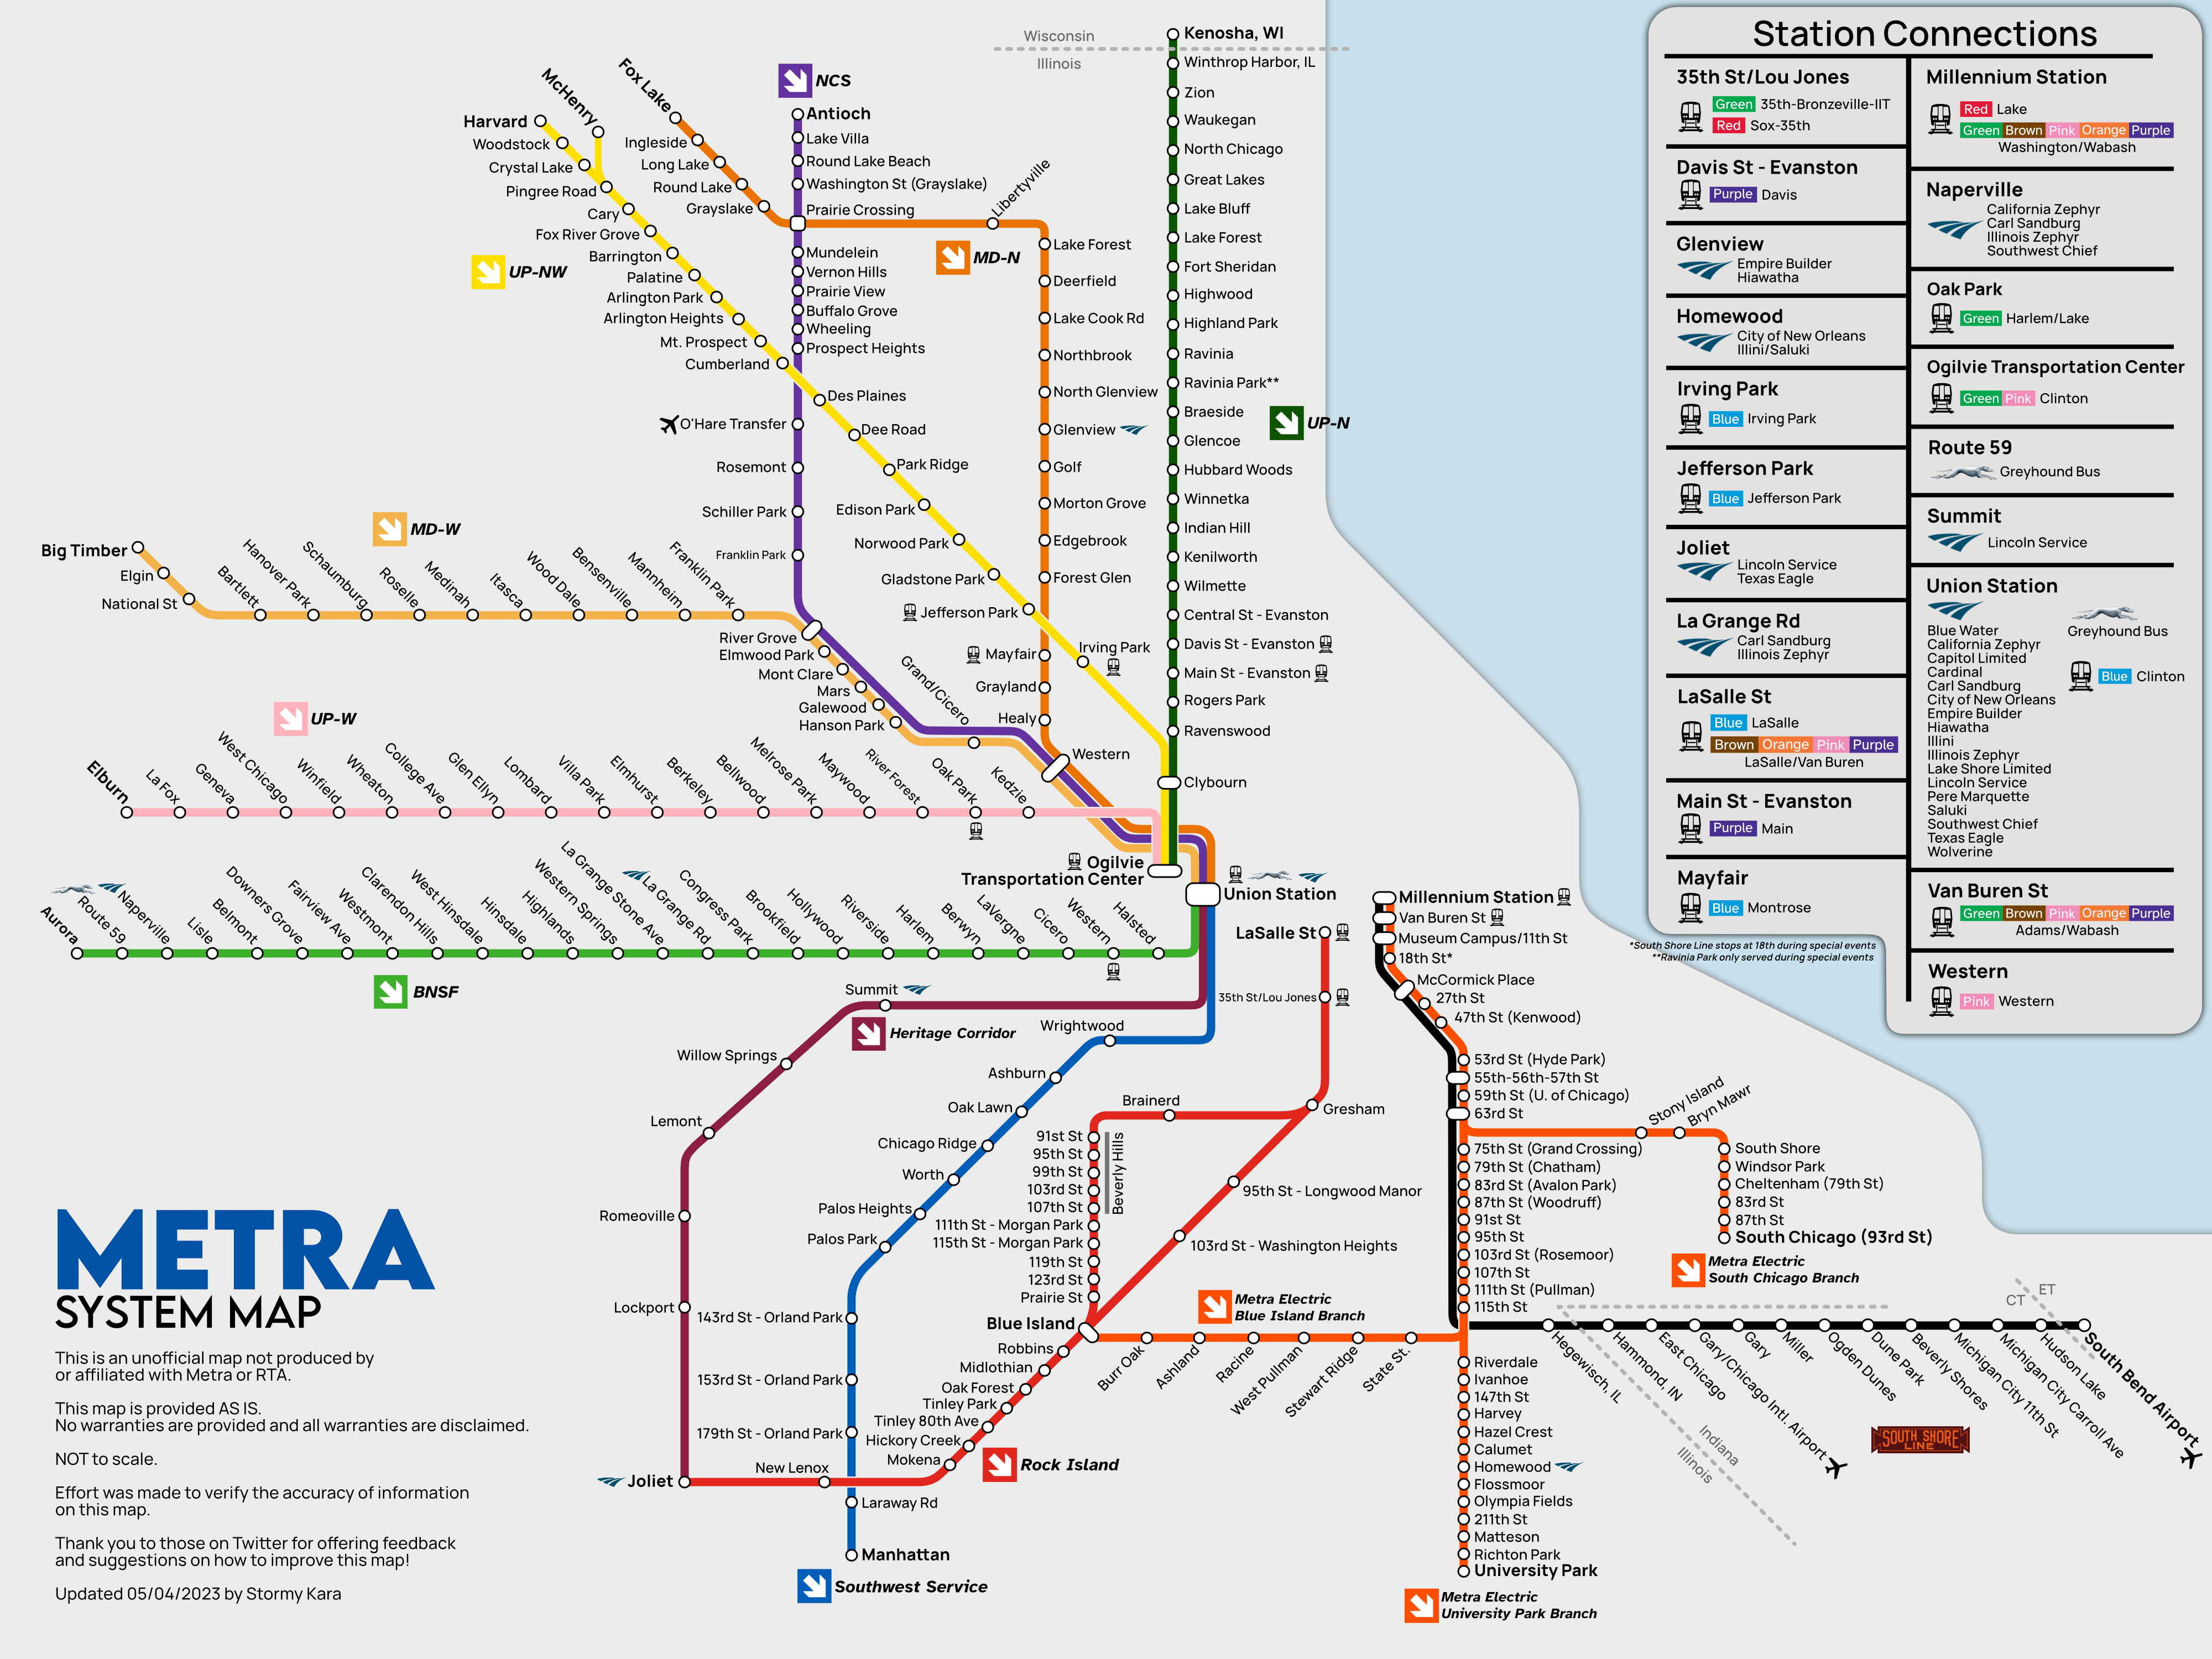 Wisconsin
Illinois
NCS
Antioch
Lake Villa
Round Lake Beach
Washington St (Grayslake)
Prairie Crossing
Mundelein
Vernon Hills
Prairie View
Buffalo Grove
Wheeling
Prospect Heights
O'Hare Transfer
Rosemont
Schiller Park
Franklin Park
UP-NW
Harvard
Woodstock
Crystal Lake
McHenry
Pingree Road
Cary
Fox River Grove
Barrington
Palatine
Arlington Park
Arlington Heights
Mt. Prospect
Cumberland
Des Plaines
Dee Road
Park Ridge
Edison Park
Norwood Park
Gladstone Park
Jefferson Park
Irving Park
MD-N
Fox Lake
Ingleside
Long Lake
Round Lake
Grayslake
Libertyville
Lake Forest
Deerfield
Lake Cook Rd
Northbrook
North Glenview
Glenview
Golf
Morton Grove
Edgebrook
Forest Glen
Mayfair
Grayland
Healy
Western
UP-N
Kenosha, WI
Winthrop Harbor, IL
Zion
Waukegan
North Chicago
Great Lakes
Lake Bluff
Lake Forest
Fort Sheridan
Highwood
Highland Park
Ravinia
Ravinia Park**
Braeside
Glencoe
Hubbard Woods
Winnetka
Indian Hill
Kenilworth
Wilmette
Central St - Evanston
Davis St - Evanston
Main St - Evanston
Rogers Park
Ravenswood
Clybourn
MD-W
Big Timber
Elgin
National St
Bartlett
Hanover Park
Schaumburg
Roselle
Medinah
Itasca
Wood Dale
Bensenville
Mannheim
Franklin Park
River Grove
Elmwood Park
Mont Clare
Mars
Galewood
Hanson Park
Grand/Cicero
UP-W
Elburn
La Fox
Geneva
West Chicago
Winfield
Wheaton
College Ave
Glen Ellyn
Lombard
Villa Park
Elmhurst
Berkeley
Bellwood
Melrose Park
Maywood
River Forest
Oak Park
Kedzie
Ogilvie
Transportation Center
Union Station
BNSF
Aurora
Route 59
Naperville
Lisle
Belmont
Downers Grove
Fairview Ave
Westmont
Clarendon Hills
West Hinsdale
Hinsdale
Highlands
Western Springs
La Grange Stone Ave
La Grange Rd
Congress Park
Brookfield
Hollywood
Riverside
Harlem
Berwyn
LaVergne
Cicero
Western
Halsted
Heritage Corridor
Summit
Willow Springs
Lemont
Romeoville
Lockport
Joliet
Southwest Service
Wrightwood
Ashburn
Oak Lawn
Chicago Ridge
Worth
Palos Heights
Palos Park
143rd St - Orland Park
153rd St - Orland Park
179th St - Orland Park
Laraway Rd
Manhattan
Rock Island
LaSalle St
35th St/Lou Jones
Gresham
Brainerd
Beverly Hills
91st St
95th St
99th St
103rd St
107th St
111th St - Morgan Park
115th St - Morgan Park
119th St
123rd St
Prairie St
95th St - Longwood Manor
103rd St - Washington Heights
Blue Island
Robbins
Midlothian
Oak Forest
Tinley Park
Tinley 80th Ave
Hickory Creek
Mokena
New Lenox
Millennium Station
Van Buren St
Museum Campus/11th St
18th St*
McCormick Place
27th St
47th St (Kenwood)
53rd St (Hyde Park)
55th-56th-57th St
59th St (U. of Chicago)
63rd St
75th St (Grand Crossing)
79th St (Chatham)
83rd St (Avalon Park)
87th St (Woodruff)
91st St
95th St
103rd St (Rosemoor)
107th St
111th St (Pullman)
115th St
Riverdale
Ivanhoe
147th St
Harvey
Hazel Crest
Calumet
Homewood
Flossmoor
Olympia Fields
211th St
Matteson
Richton Park
University Park
Metra Electric
University Park Branch
Metra Electric
Blue Island Branch
Burr Oak
Ashland
Racine
West Pullman
Stewart Ridge
State St.
Stony Island
Bryn Mawr
South Shore
Windsor Park
Cheltenham (79th St)
83rd St
87th St
South Chicago (93rd St)
Metra Electric
South Chicago Branch
CT
ET
Hegewisch, IL
Hammond, IN
East Chicago
Gary/Chicago Intl. Airport
Gary
Miller
Ogden Dunes
Dune Park
Beverly Shores
Michigan City 11th St
Michigan City Carroll Ave
Hudson Lake
South Bend Airport
Indiana
Illinois
SOUTH SHORE
LINE
Station Connections
35th St/Lou Jones
Green 35th-Bronzeville-IIT
Red Sox-35th
Davis St - Evanston
Purple Davis
Glenview
Empire Builder
Hiawatha
Homewood
City of New Orleans
Illini/Saluki
Irving Park
Blue Irving Park
Jefferson Park
Blue Jefferson Park
Joliet
Lincoln Service
Texas Eagle
La Grange Rd
Carl Sandburg
Illinois Zephyr
LaSalle St
Blue LaSalle
Brown Orange Pink Purple
LaSalle/Van Buren
Main St - Evanston
Purple Main
Mayfair
Blue Montrose
Millennium Station
Red Lake
Green Brown Pink Orange Purple
Washington/Wabash
Naperville
California Zephyr
Carl Sandburg
Illinois Zephyr
Southwest Chief
Oak Park
Green Harlem/Lake
Ogilvie Transportation Center
Green Pink Clinton
Route 59
Greyhound Bus
Summit
Lincoln Service
Union Station
Blue Water
California Zephyr
Capitol Limited
Cardinal
Carl Sandburg
City of New Orleans
Empire Builder
Hiawatha
Illini
Illinois Zephyr
Lake Shore Limited
Lincoln Service
Pere Marquette
Saluki
Southwest Chief
Texas Eagle
Wolverine
Greyhound Bus
Blue Clinton
Van Buren St
Green Brown Pink Orange Purple
Adams/Wabash
Western
Pink Western
*South Shore Line stops at 18th during special events
**Ravinia Park only served during special events
METRA
SYSTEM MAP
This is an unofficial map not produced by
or affiliated with Metra or RTA.
This map is provided AS IS.
No warranties are provided and all warranties are disclaimed.
NOT to scale.
Effort was made to verify the accuracy of information
on this map.
Thank you to those on Twitter for offering feedback
and suggestions on how to improve this map!
Updated 05/04/2023 by Stormy Kara